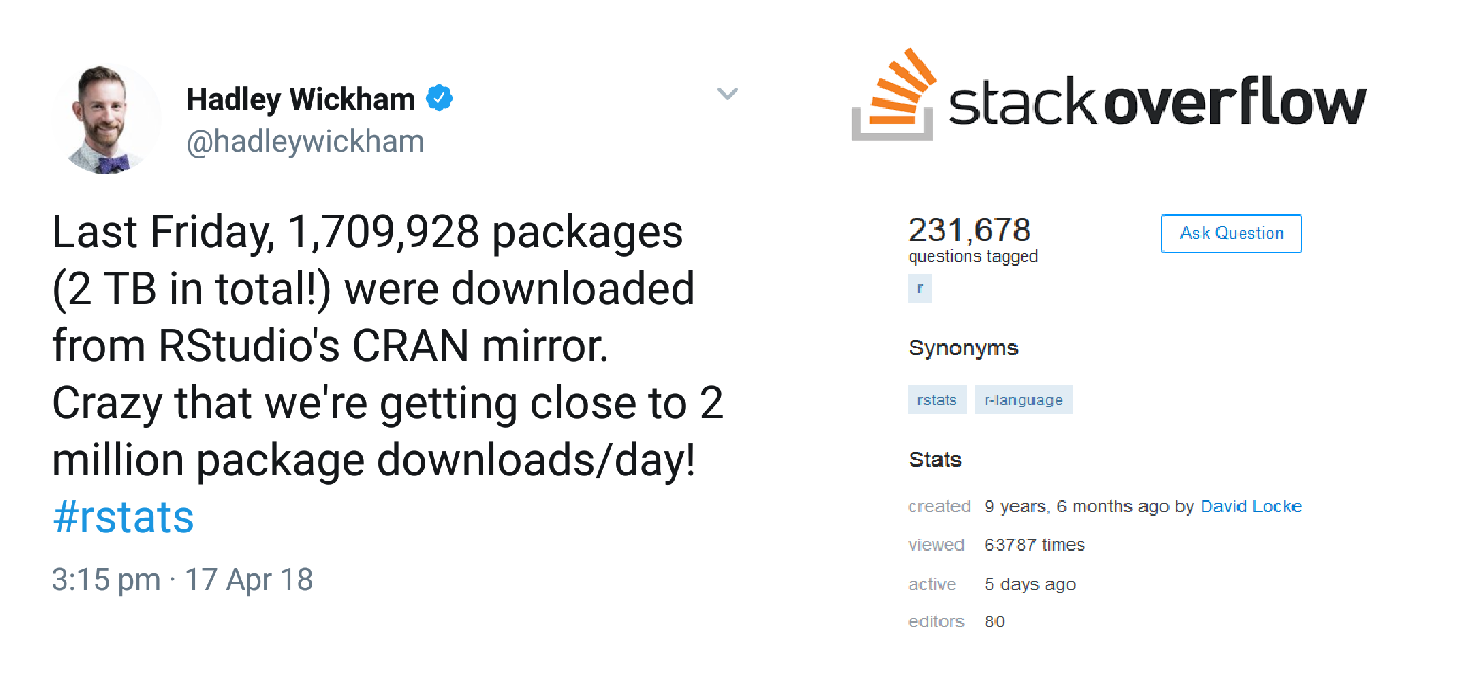 Hadley Wickham
@hadleywickham
Last Friday, 1,709,928 packages
(2 TB in total!) were downloaded
from RStudio's CRAN mirror.
Crazy that we're getting close to 2
million package downloads/day!
#rstats
3:15 pm · 17 Apr 18
stackoverflow
231,678
Ask Question
questions tagged
r
Synonyms
rstats r-language
Stats
created 9 years, 6 months ago by David Locke
viewed 63787 times
active 5 days ago
editors 80